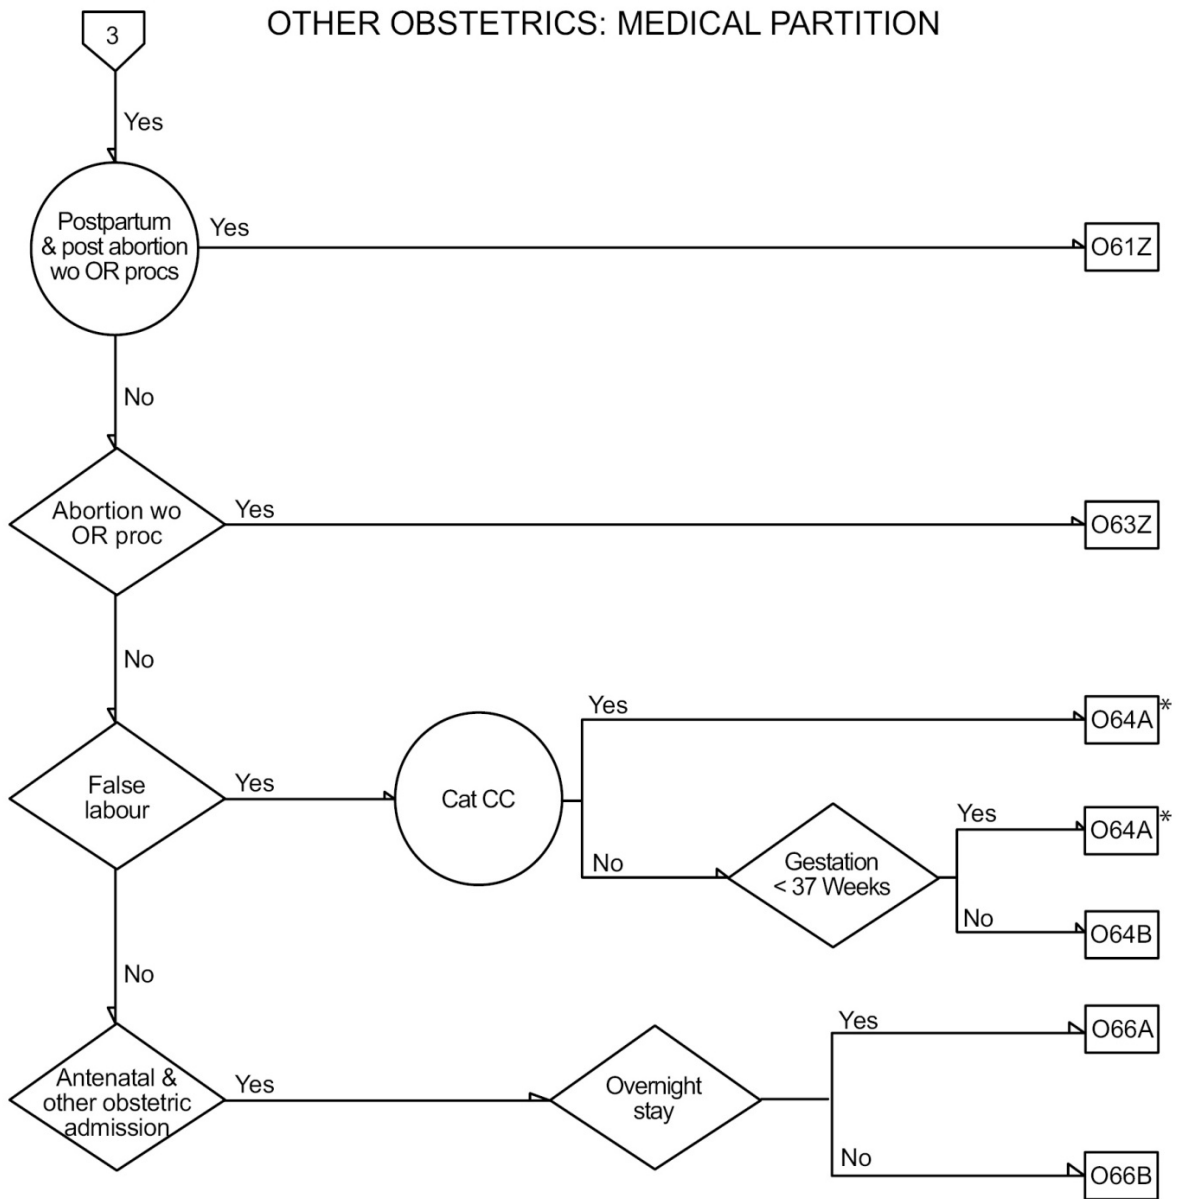 OTHER OBSTETRICS: MEDICAL PARTITION
3
Yes
Postpartum
& post abortion
wo OR procs
Yes
O61Z
No
Abortion wo
OR proc
Yes
O63Z
No
False
labour
Yes
Cat CC
Yes
O64A*
No
Gestation
< 37 Weeks
Yes
O64A*
No
O64B
No
Antenatal &
other obstetric
admission
Yes
Overnight
stay
Yes
O66A
No
O66B